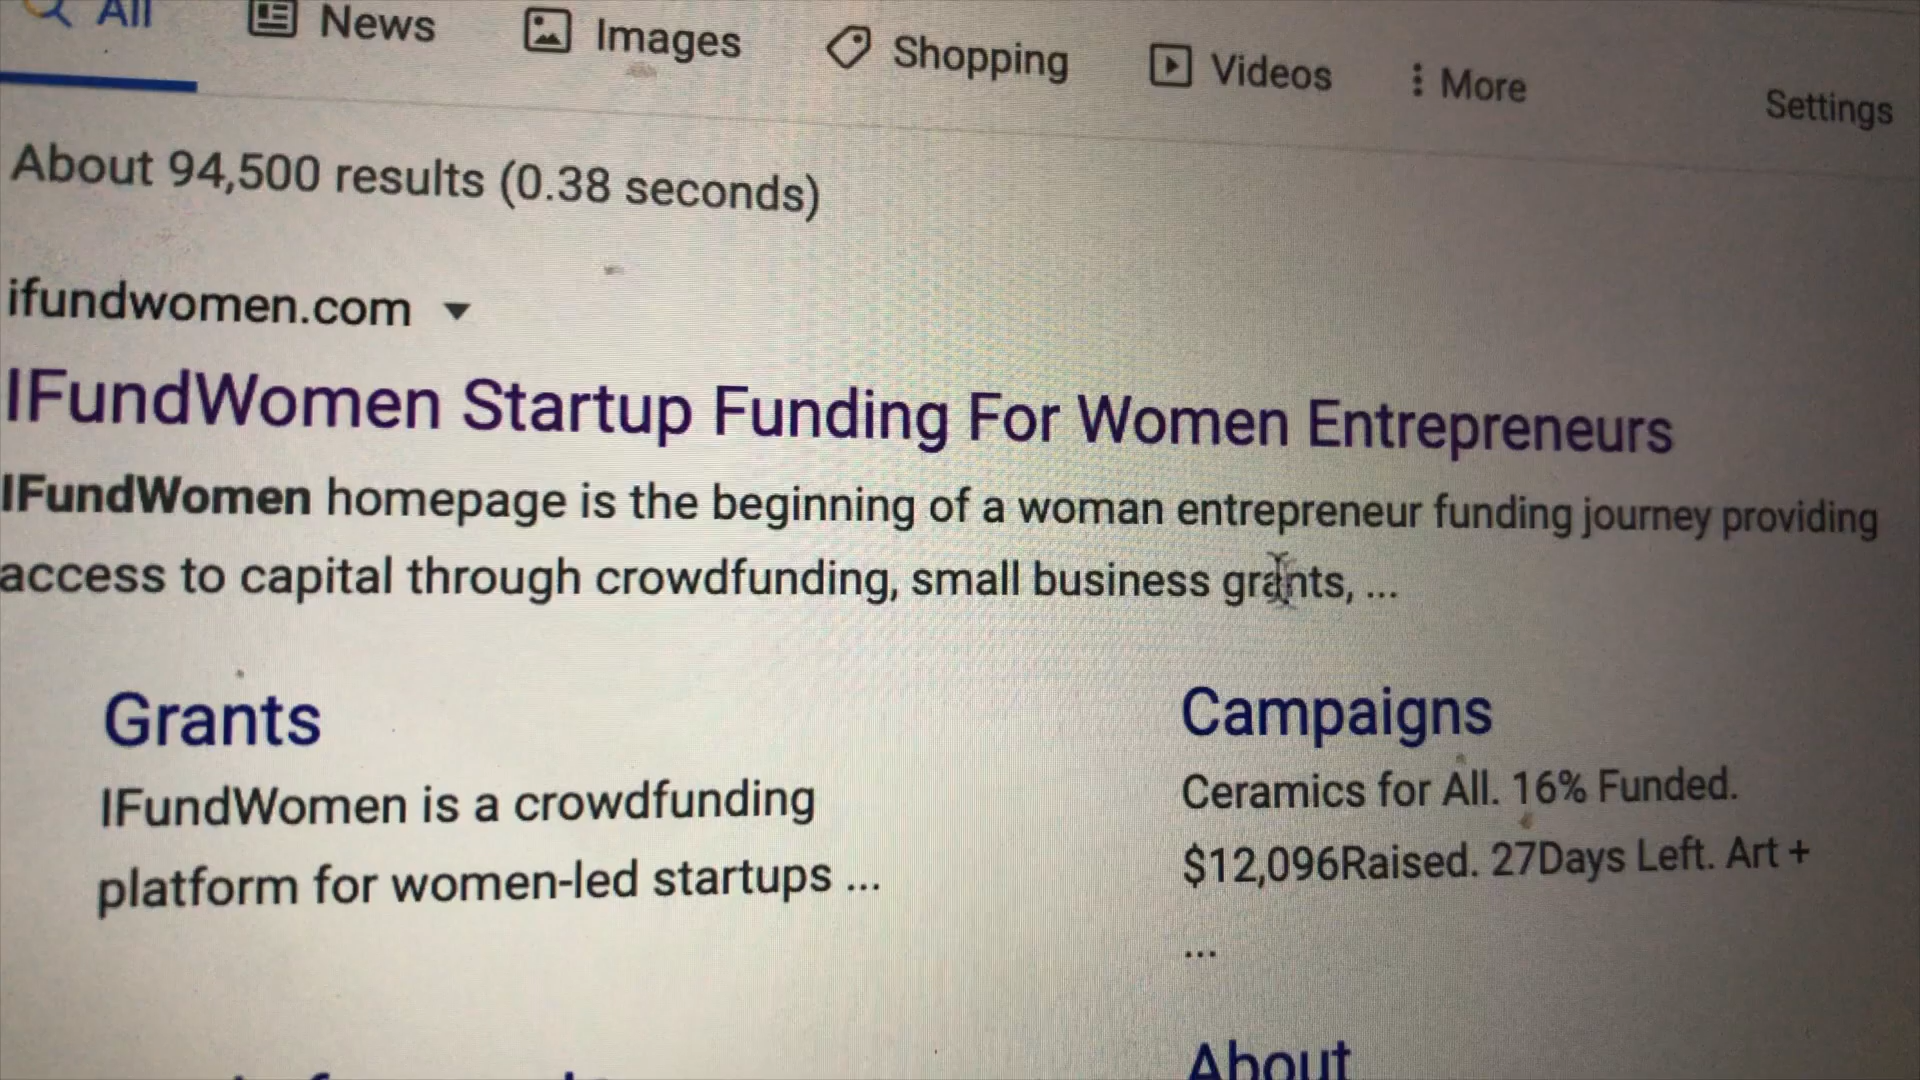 All News Images Shopping Videos More Settings
About 94,500 results (0.38 seconds)
ifundwomen.com
IFundWomen Startup Funding For Women Entrepreneurs
IFundWomen homepage is the beginning of a woman entrepreneur funding journey providing
access to capital through crowdfunding, small business grants, ...
Grants
IFundWomen is a crowdfunding
platform for women-led startups ...
Campaigns
Ceramics for All. 16% Funded.
$12,096Raised. 27Days Left. Art +
...
About